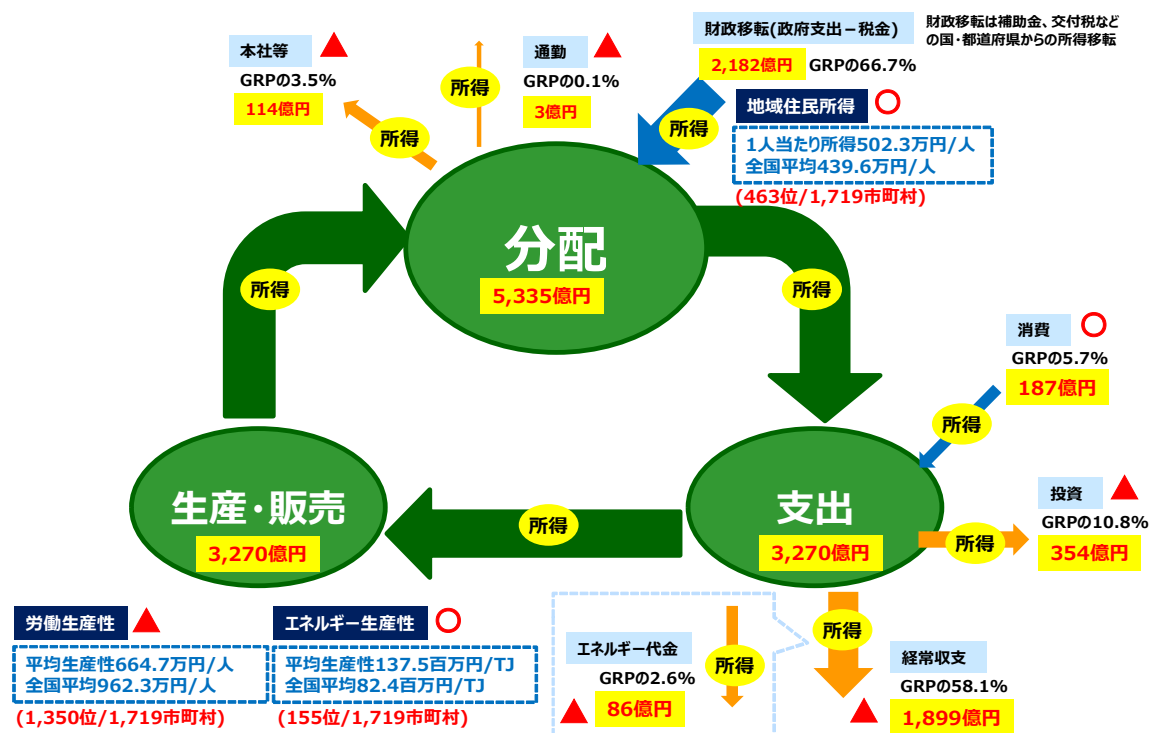 本社等 ▲
GRPの3.5%
114億円
所得
所得
通勤 ▲
GRPの0.1%
3億円
財政移転(政府支出－税金)
2,182億円 GRPの66.7%
財政移転は補助金、交付税など
の国・都道府県からの所得移転
所得
地域住民所得 ○
1人当たり所得502.3万円/人
全国平均439.6万円/人
(463位/1,719市町村)
分配
5,335億円
所得
所得
消費 ○
GRPの5.7%
187億円
所得
生産・販売
3,270億円
所得
支出
3,270億円
投資 ▲
GRPの10.8%
354億円
所得
労働生産性 ▲
平均生産性664.7万円/人
全国平均962.3万円/人
(1,350位/1,719市町村)
エネルギー生産性 ○
平均生産性137.5百万円/TJ
全国平均82.4百万円/TJ
(155位/1,719市町村)
エネルギー代金
GRPの2.6%
▲ 86億円
所得
所得
経常収支
GRPの58.1%
▲ 1,899億円